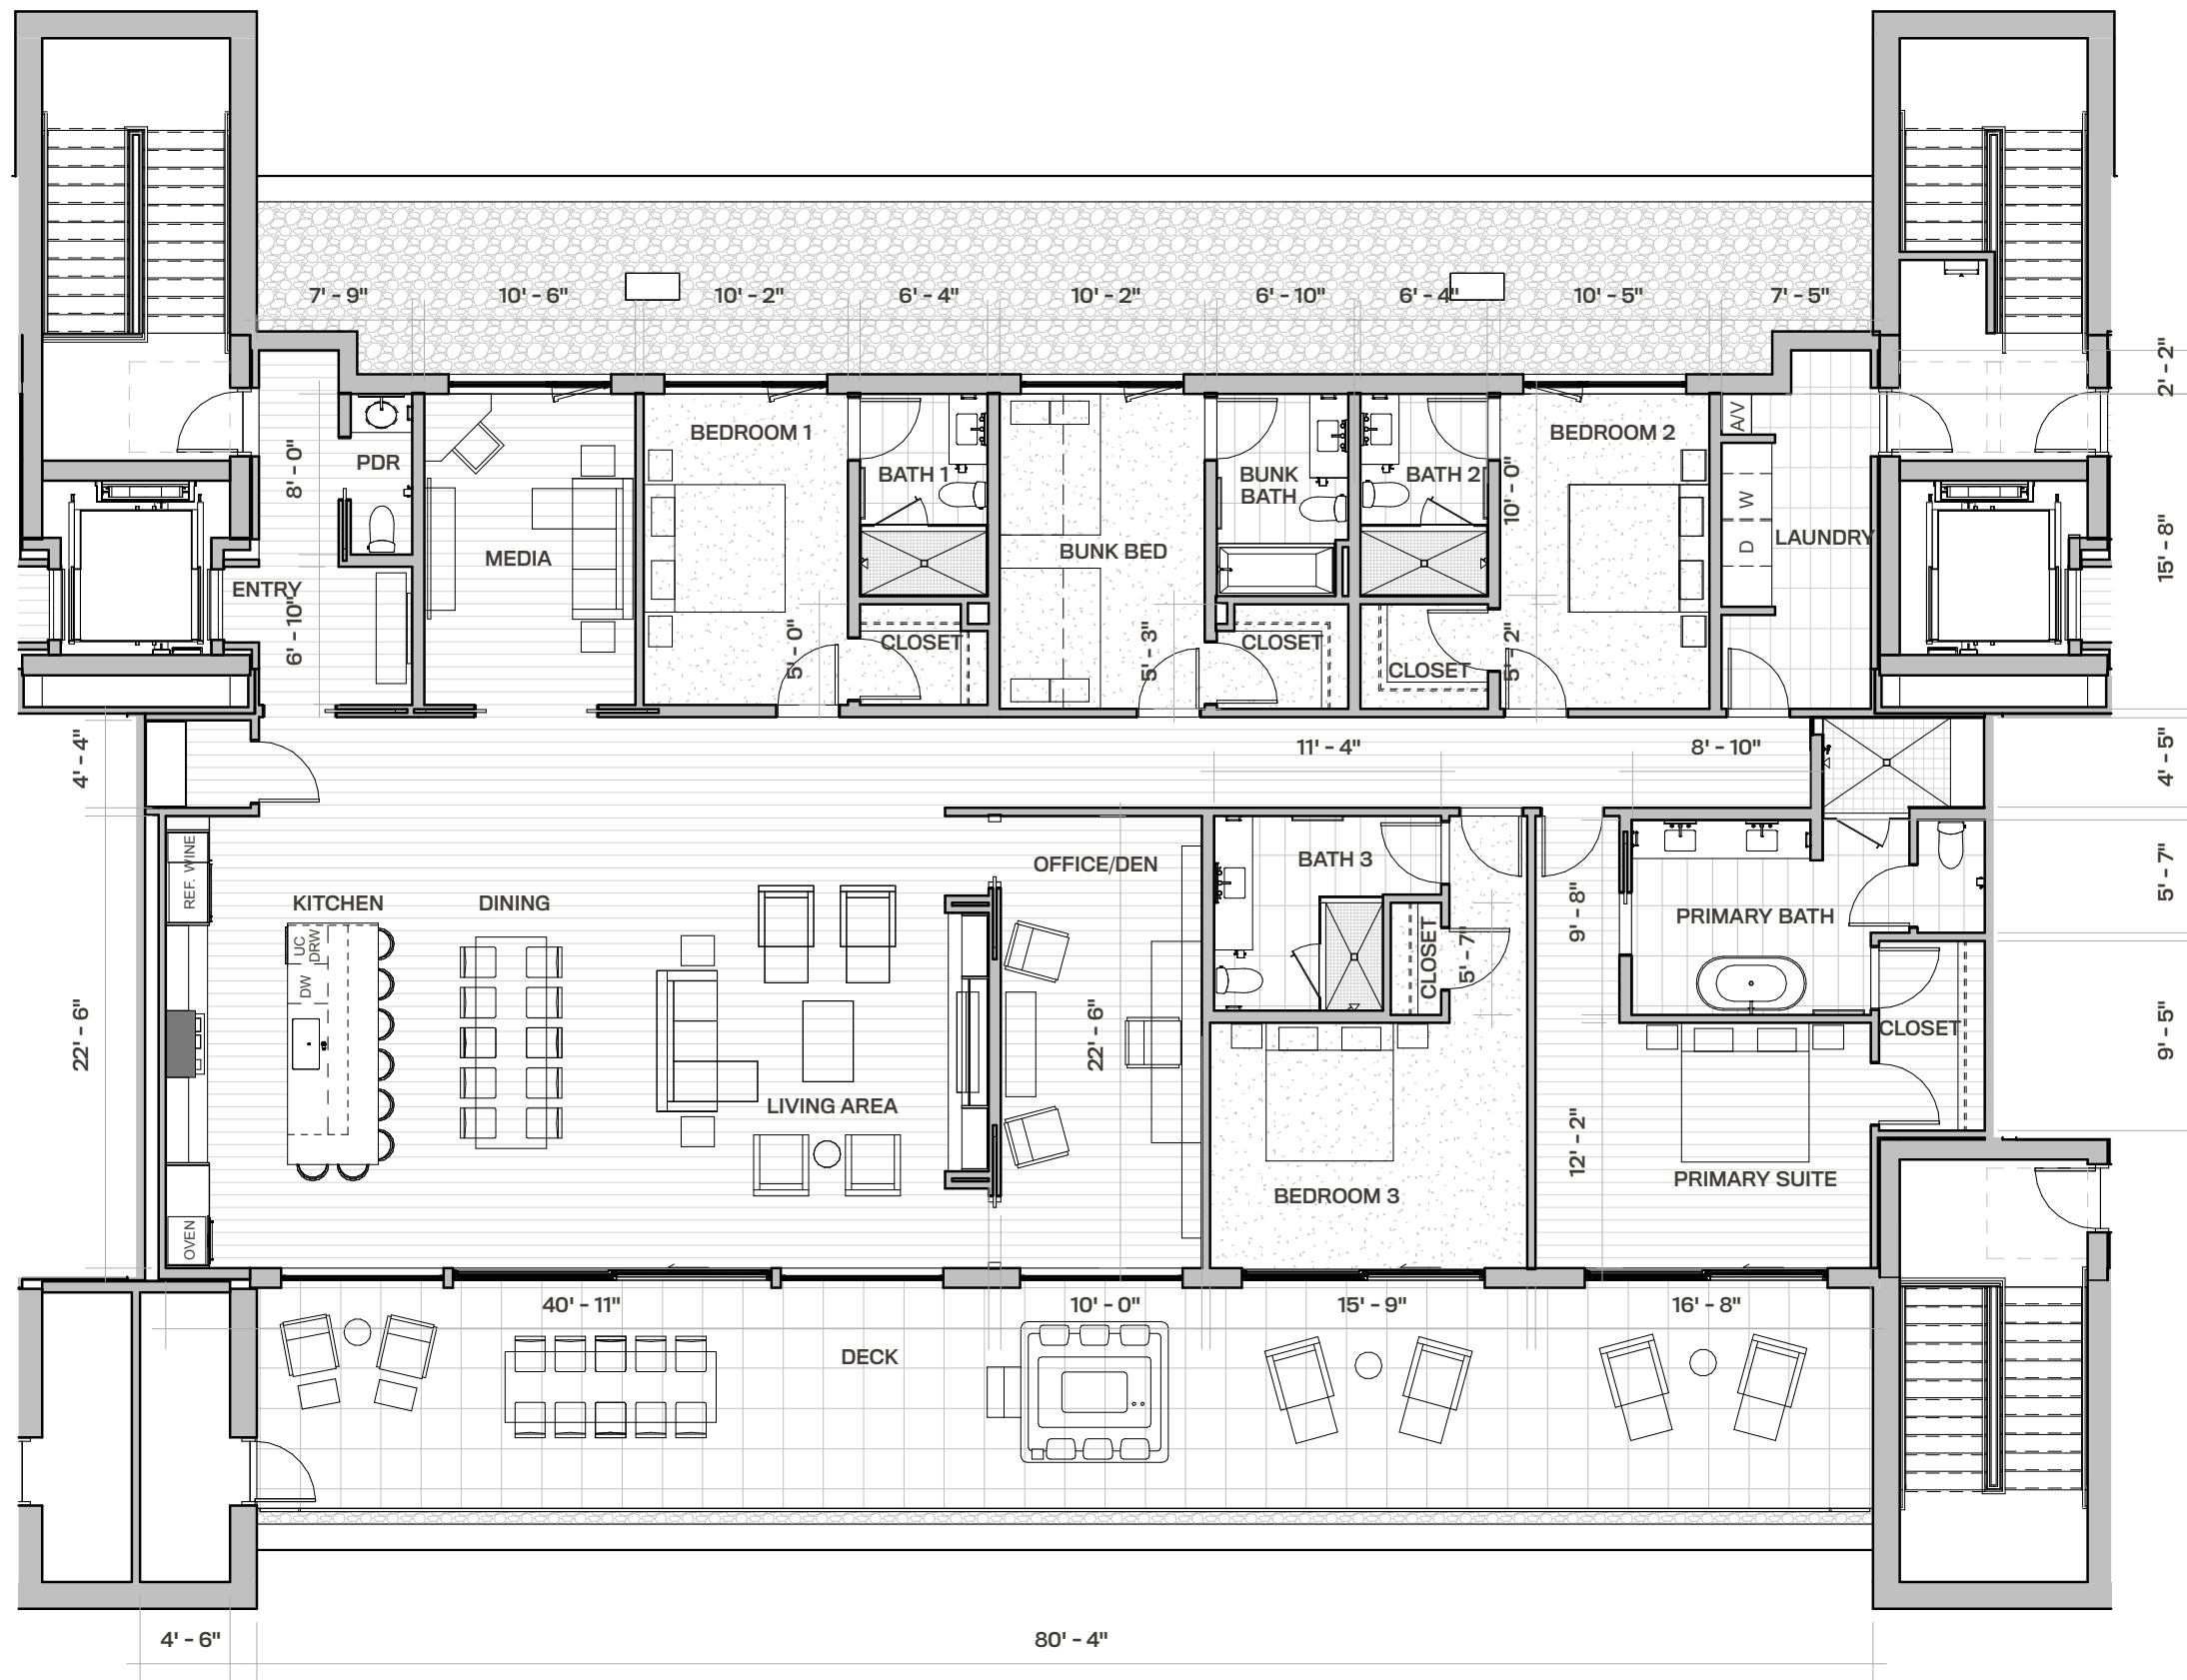 7' - 9"
10' - 6"
10' - 2"
6' - 4"
10' - 2"
6' - 10"
6' - 4"
10' - 5"
7' - 5"
2' - 2"
BEDROOM 1
BEDROOM 2
A/V
PDR
8' - 0"
BATH 1
BUNK
BATH
BATH 2
10' - 0"
W
D
LAUNDRY
15' - 8"
MEDIA
BUNK BED
ENTRY
6' - 10"
5' - 0"
CLOSET
5' - 3"
CLOSET
CLOSET
5' - 2"
4' - 4"
11' - 4"
8' - 10"
4' - 5"
REF.
WINE
OFFICE/DEN
BATH 3
5' - 7"
KITCHEN
DINING
9' - 8"
PRIMARY BATH
UC
DRW
DW
CLOSET
5' - 7"
22' - 6"
22' - 6"
CLOSET
9' - 5"
LIVING AREA
12' - 2"
PRIMARY SUITE
BEDROOM 3
OVEN
40' - 11"
10' - 0"
15' - 9"
16' - 8"
DECK
4' - 6"
80' - 4"